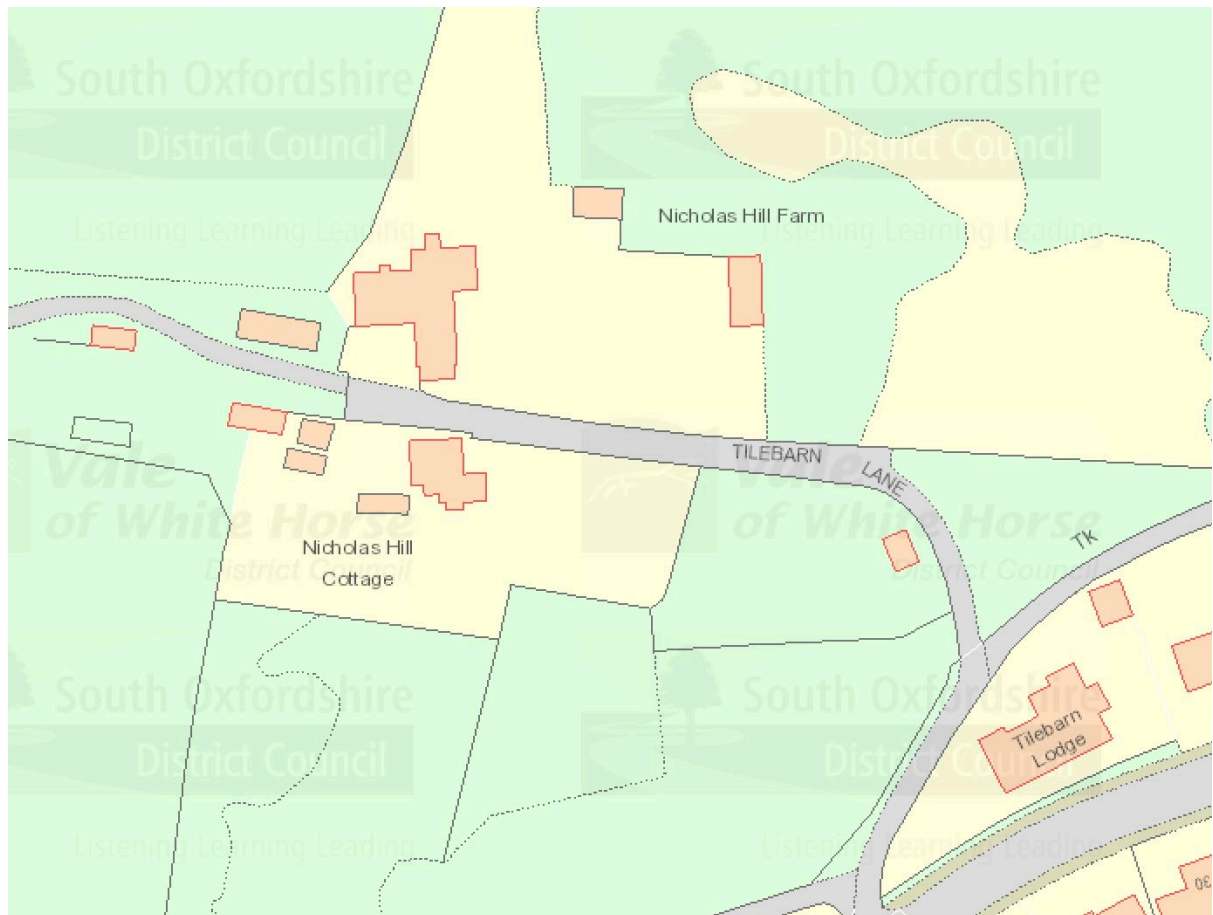 South Oxfordshire
District Council
Listening Learning Leading
South Oxfordshire
District Council
Listening Learning Leading
Nicholas Hill Farm
TILEBARN
LANE
Vale
of White Horse
District Council
Vale
of White Horse
District Council
Nicholas Hill
Cottage
Tk
South Oxfordshire
District Council
Listening Learning Leading
South Oxfordshire
District Council
Listening Learning Leading
Tilebarn
Lodge
30